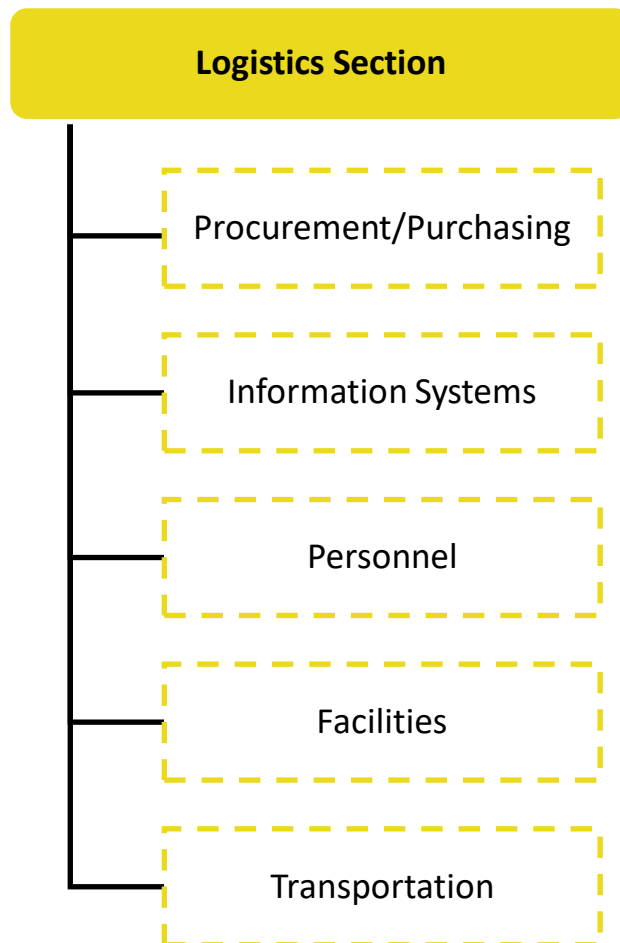 Logistics Section
Procurement/Purchasing
Information Systems
Personnel
Facilities
Transportation